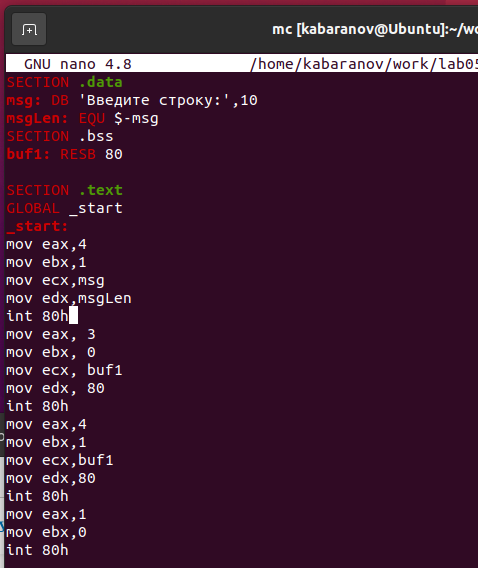 mc [kabaranov@Ubuntu]:~/wo
GNU nano 4.8 /home/kabaranov/work/lab05
SECTION .data
msg: DB 'Введите строку:',10
msgLen: EQU $-msg
SECTION .bss
buf1: RESB 80
SECTION .text
GLOBAL _start
_start:
mov eax,4
mov ebx,1
mov ecx,msg
mov edx,msgLen
int 80h
mov eax, 3
mov ebx, 0
mov ecx, buf1
mov edx, 80
int 80h
mov eax,4
mov ebx,1
mov ecx,buf1
mov edx,80
int 80h
mov eax,1
mov ebx,0
int 80h